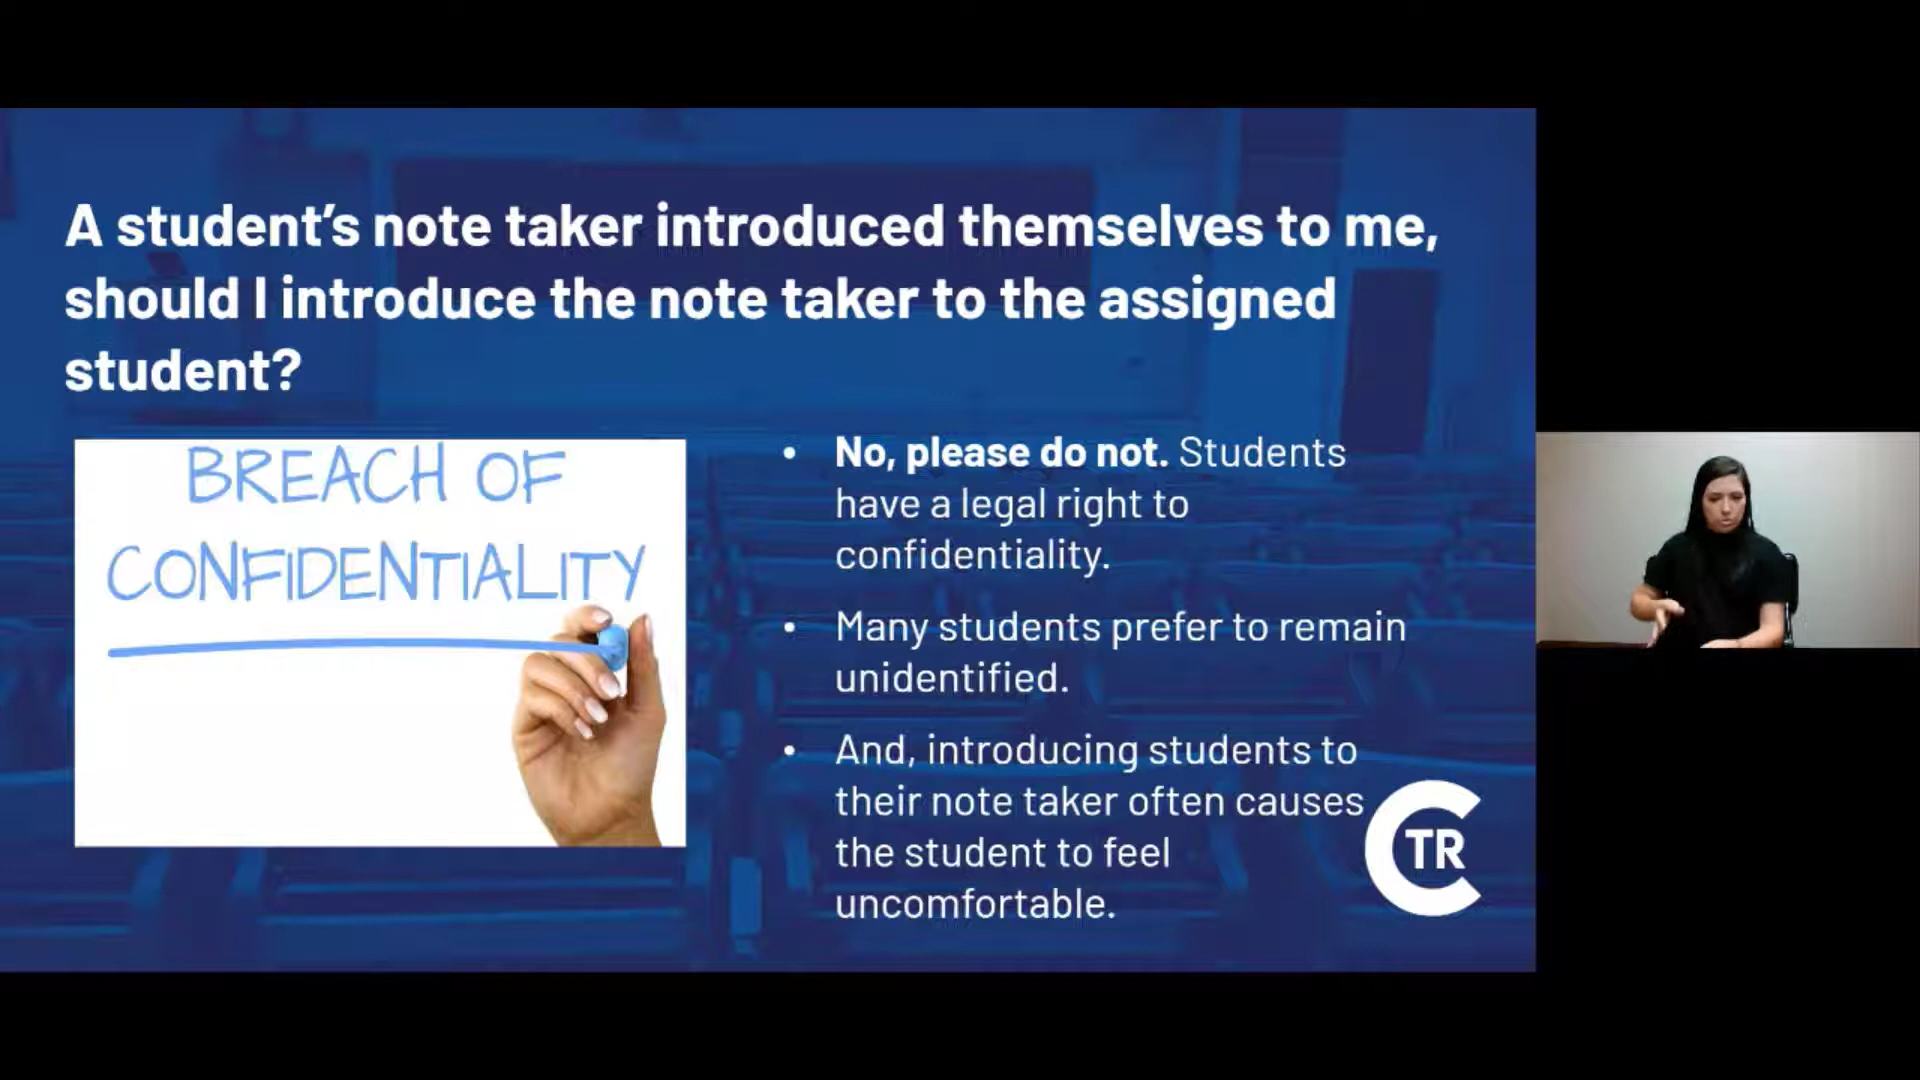 A student’s note taker introduced themselves to me,
should I introduce the note taker to the assigned
student?
BREACH OF
CONFIDENTIALITY
• No, please do not. Students
have a legal right to
confidentiality.
• Many students prefer to remain
unidentified.
• And, introducing students to
their note taker often causes
the student to feel
uncomfortable.
CTR